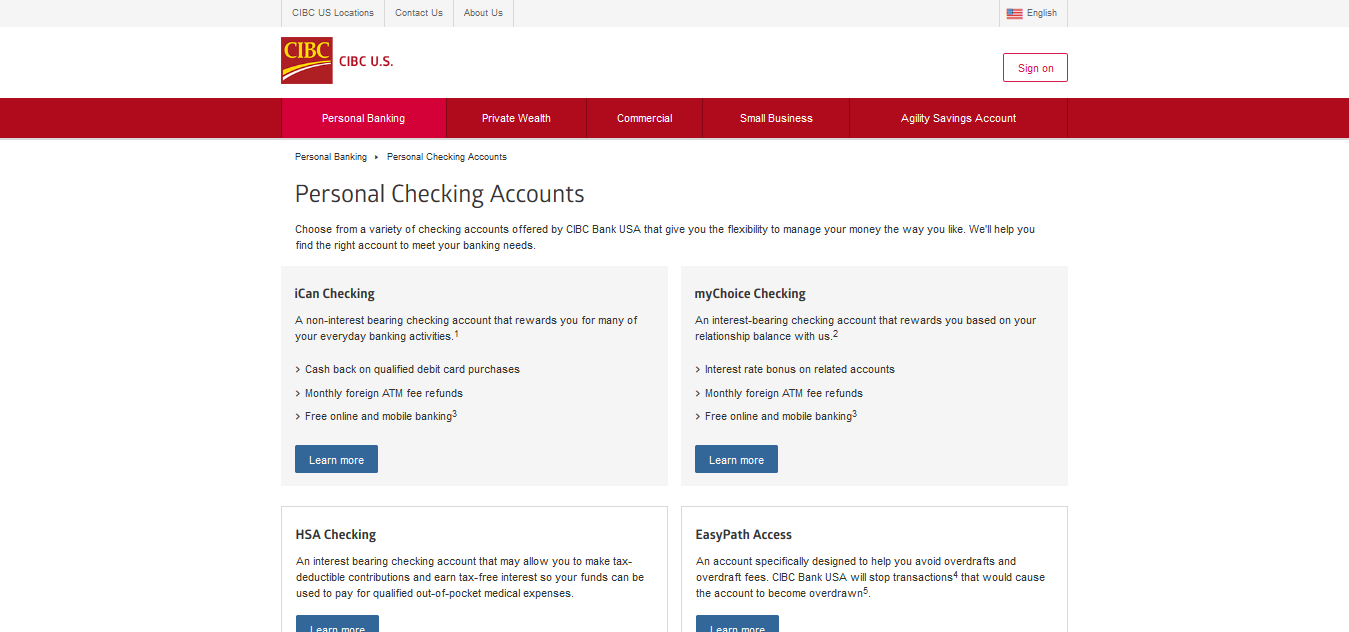 CIBC US Locations
Contact Us
About Us
English
CIBC
CIBC U.S.
Sign on
Personal Banking
Private Wealth
Commercial
Small Business
Agility Savings Account
Personal Banking ▸ Personal Checking Accounts
Personal Checking Accounts
Choose from a variety of checking accounts offered by CIBC Bank USA that give you the flexibility to manage your money the way you like. We'll help you
find the right account to meet your banking needs.
iCan Checking
A non-interest bearing checking account that rewards you for many of
your everyday banking activities.1
> Cash back on qualified debit card purchases
> Monthly foreign ATM fee refunds
> Free online and mobile banking3
Learn more
myChoice Checking
An interest-bearing checking account that rewards you based on your
relationship balance with us.2
> Interest rate bonus on related accounts
> Monthly foreign ATM fee refunds
> Free online and mobile banking3
Learn more
HSA Checking
An interest bearing checking account that may allow you to make tax-
deductible contributions and earn tax-free interest so your funds can be
used to pay for qualified out-of-pocket medical expenses.
Learn more
EasyPath Access
An account specifically designed to help you avoid overdrafts and
overdraft fees. CIBC Bank USA will stop transactions4 that would cause
the account to become overdrawn5.
Learn more